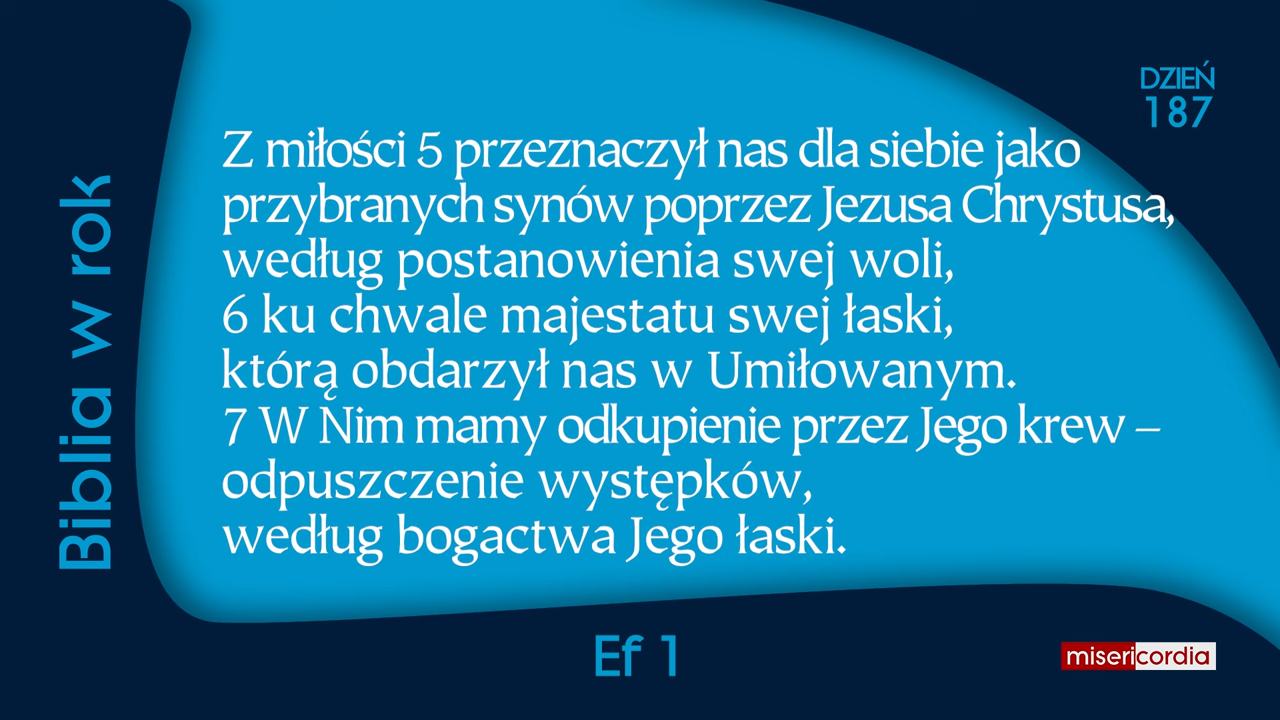 DZIEŃ
187
Z miłości 5 przeznaczył nas dla siebie jako
przybranych synów poprzez Jezusa Chrystusa,
według postanowienia swej woli,
6 ku chwale majestatu swej łaski,
którą obdarzył nas w Umiłowanym.
7 W Nim mamy odkupienie przez Jego krew –
odpuszczenie występków,
według bogactwa Jego łaski.
Biblia w rok
Ef 1
misericordia